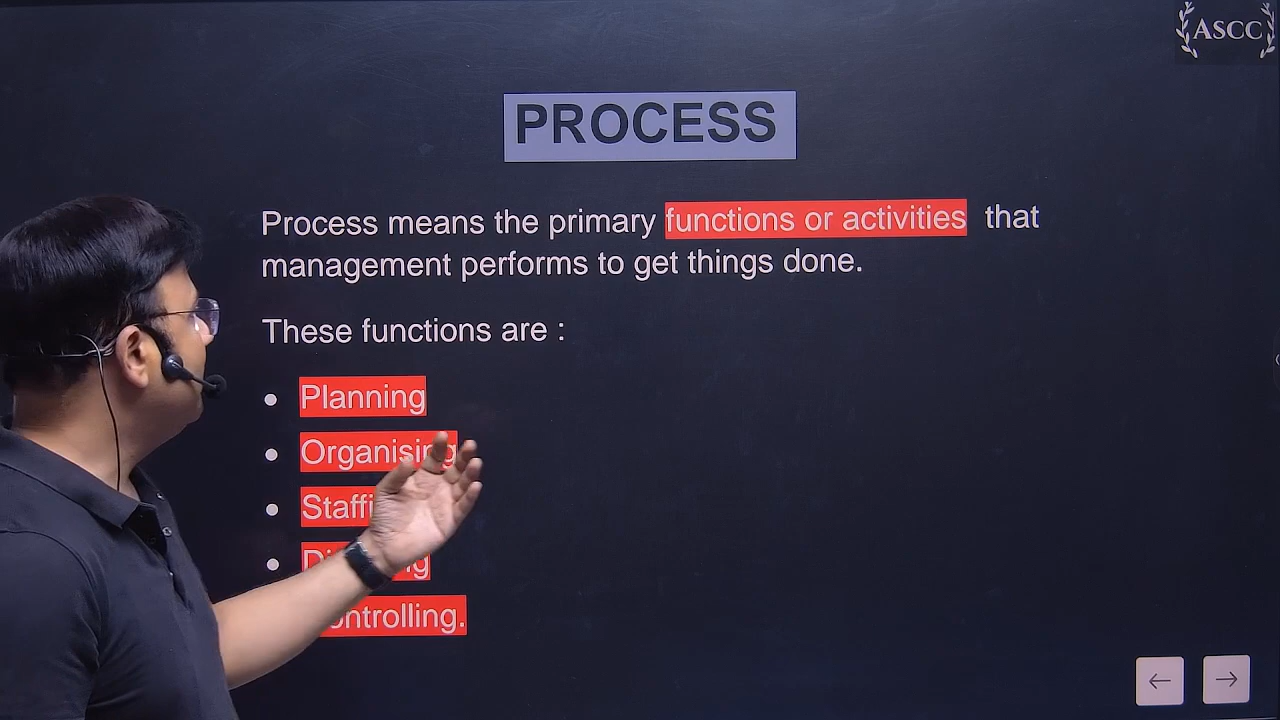 ASCC
PROCESS
Process means the primary functions or activities that
management performs to get things done.
These functions are :
Planning
Organising